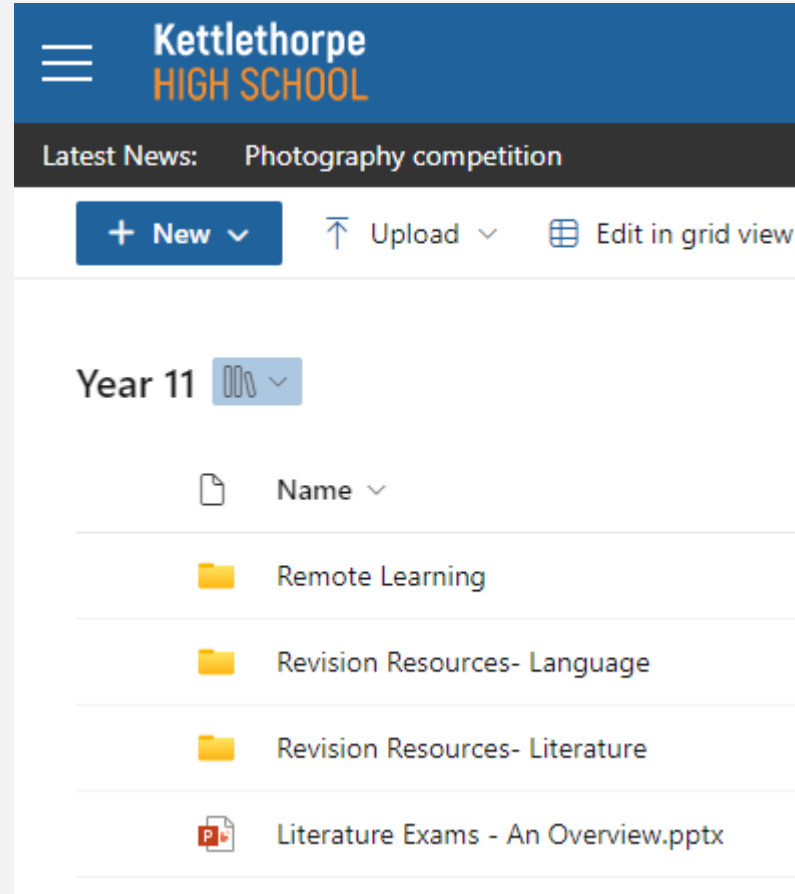 Kettlethorpe
HIGH SCHOOL
Latest News: Photography competition
+ New Upload Edit in grid view
Year 11
Name
Remote Learning
Revision Resources- Language
Revision Resources- Literature
Literature Exams - An Overview.pptx